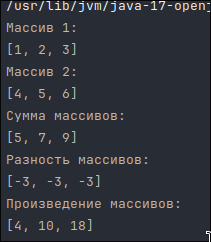 /usr/lib/jvm/java-17-openj
Массив 1:
[1, 2, 3]
Массив 2:
[4, 5, 6]
Сумма массивов:
[5, 7, 9]
Разность массивов:
[-3, -3, -3]
Произведение массивов:
[4, 10, 18]